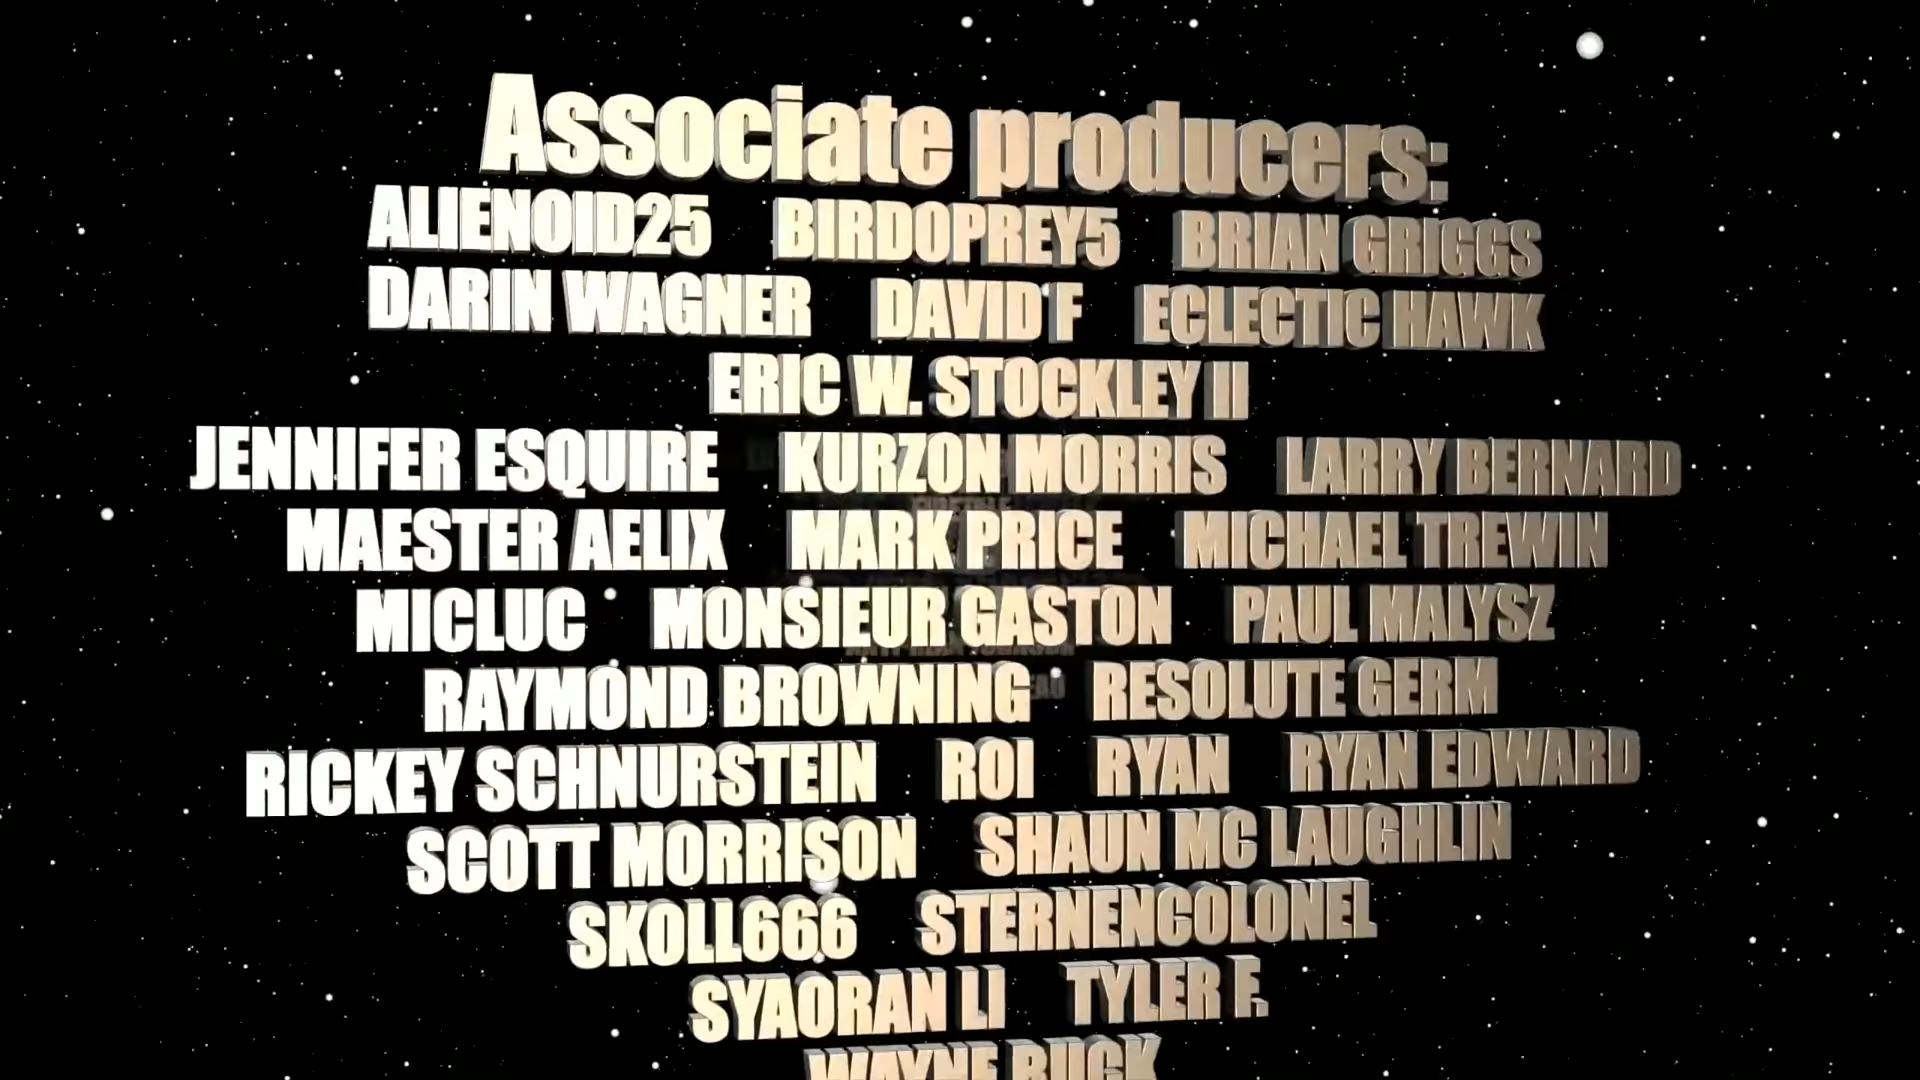 Associate producers:
ALIENOID25 BIRDOPREY5 BRIAN GRIGGS
DARIN WAGNER DAVID F ECLECTIC HAWK
ERIC W. STOCKLEY II
JENNIFER ESQUIRE KURZON MORRIS LARRY BERNARD
MAESTER AELIX MARK PRICE MICHAEL TREWIN
MICLUC MONSIEUR GASTON PAUL MALYSZ
RAYMOND BROWNING RESOLUTE GERM
RICKEY SCHNURSTEIN ROI RYAN RYAN EDWARD
SCOTT MORRISON SHAUN MC LAUGHLIN
SKOLL666 STERNENCOLONEL
SYAORAN LI TYLER F.
WAYNE